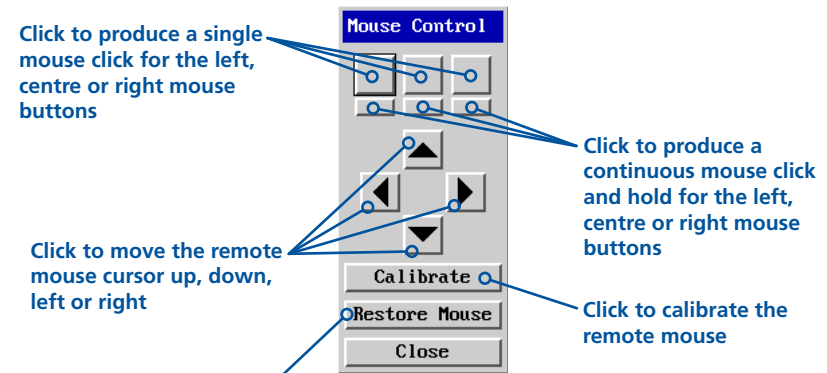 Mouse Control
Click to produce a single
mouse click for the left,
centre or right mouse
buttons
Click to produce a
continuous mouse click
and hold for the left,
centre or right mouse
buttons
Click to move the remote
mouse cursor up, down,
left or right
Calibrate
Click to calibrate the
remote mouse
Restore Mouse
Close